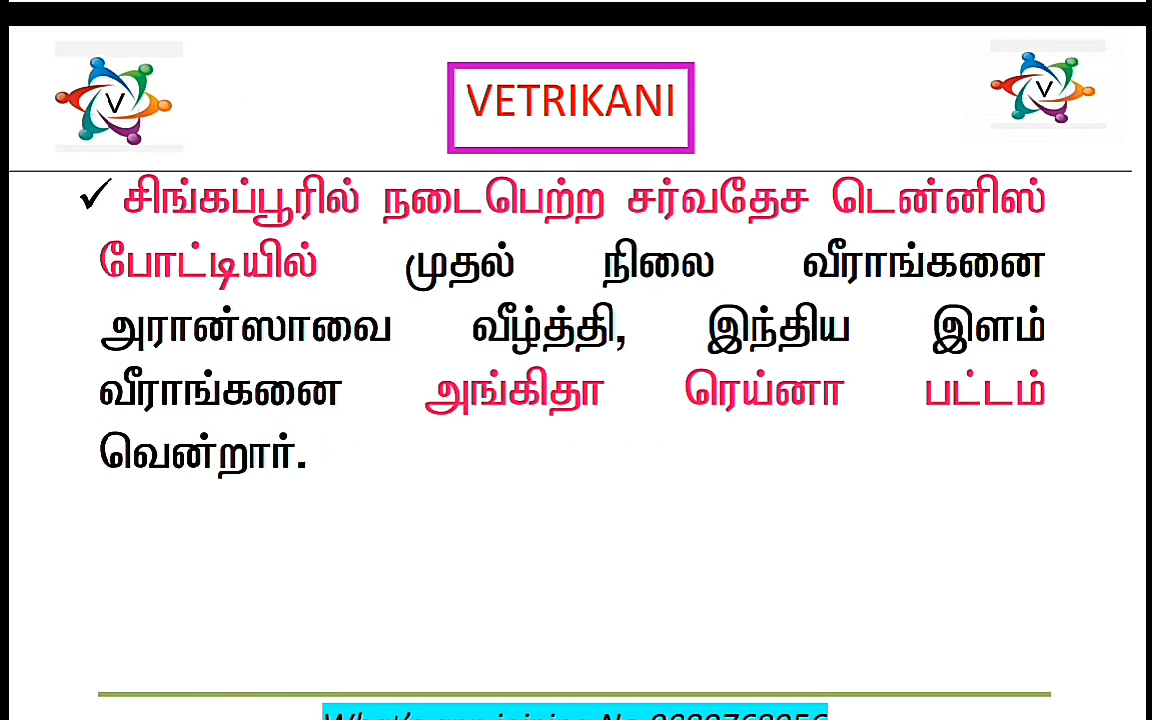 V
VETRIKANI
V
✓ சிங்கப்பூரில் நடைபெற்ற சர்வதேச டென்னிஸ்
போட்டியில் முதல் நிலை வீராங்கனை
அரான்ஸாவை வீழ்த்தி, இந்திய இளம்
வீராங்கனை அங்கிதா ரெய்னா பட்டம்
வென்றார்.